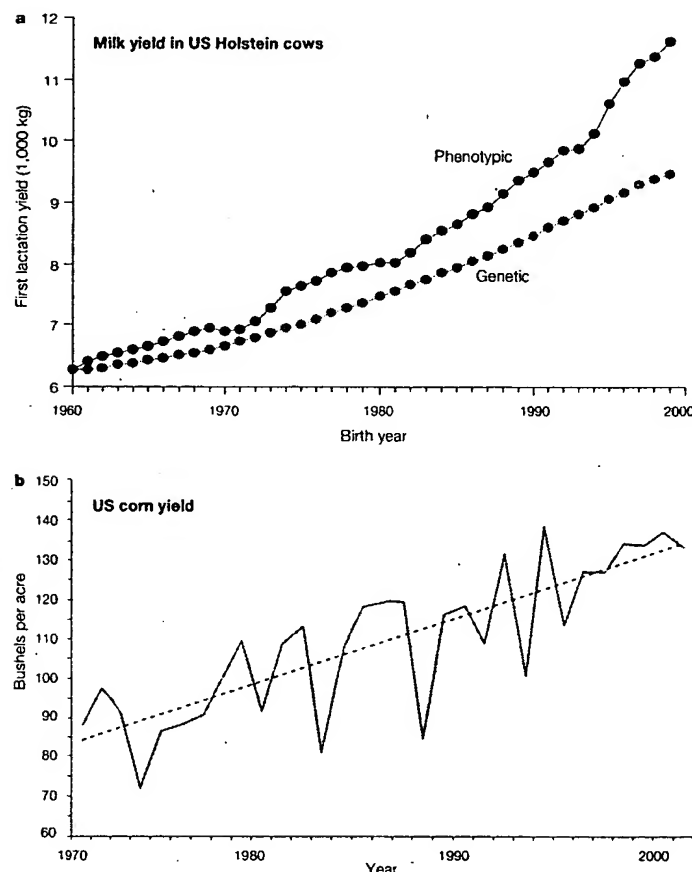 a
Milk yield in US Holstein cows
First lactation yield (1,000 kg)
12
11
10
9
8
7
6
Phenotypic
Genetic
1960
1970
1980
1990
2000
Birth year
b
US corn yield
Bushels per acre
150
140
130
120
110
100
90
80
70
60
1970
1980
1990
2000
Year